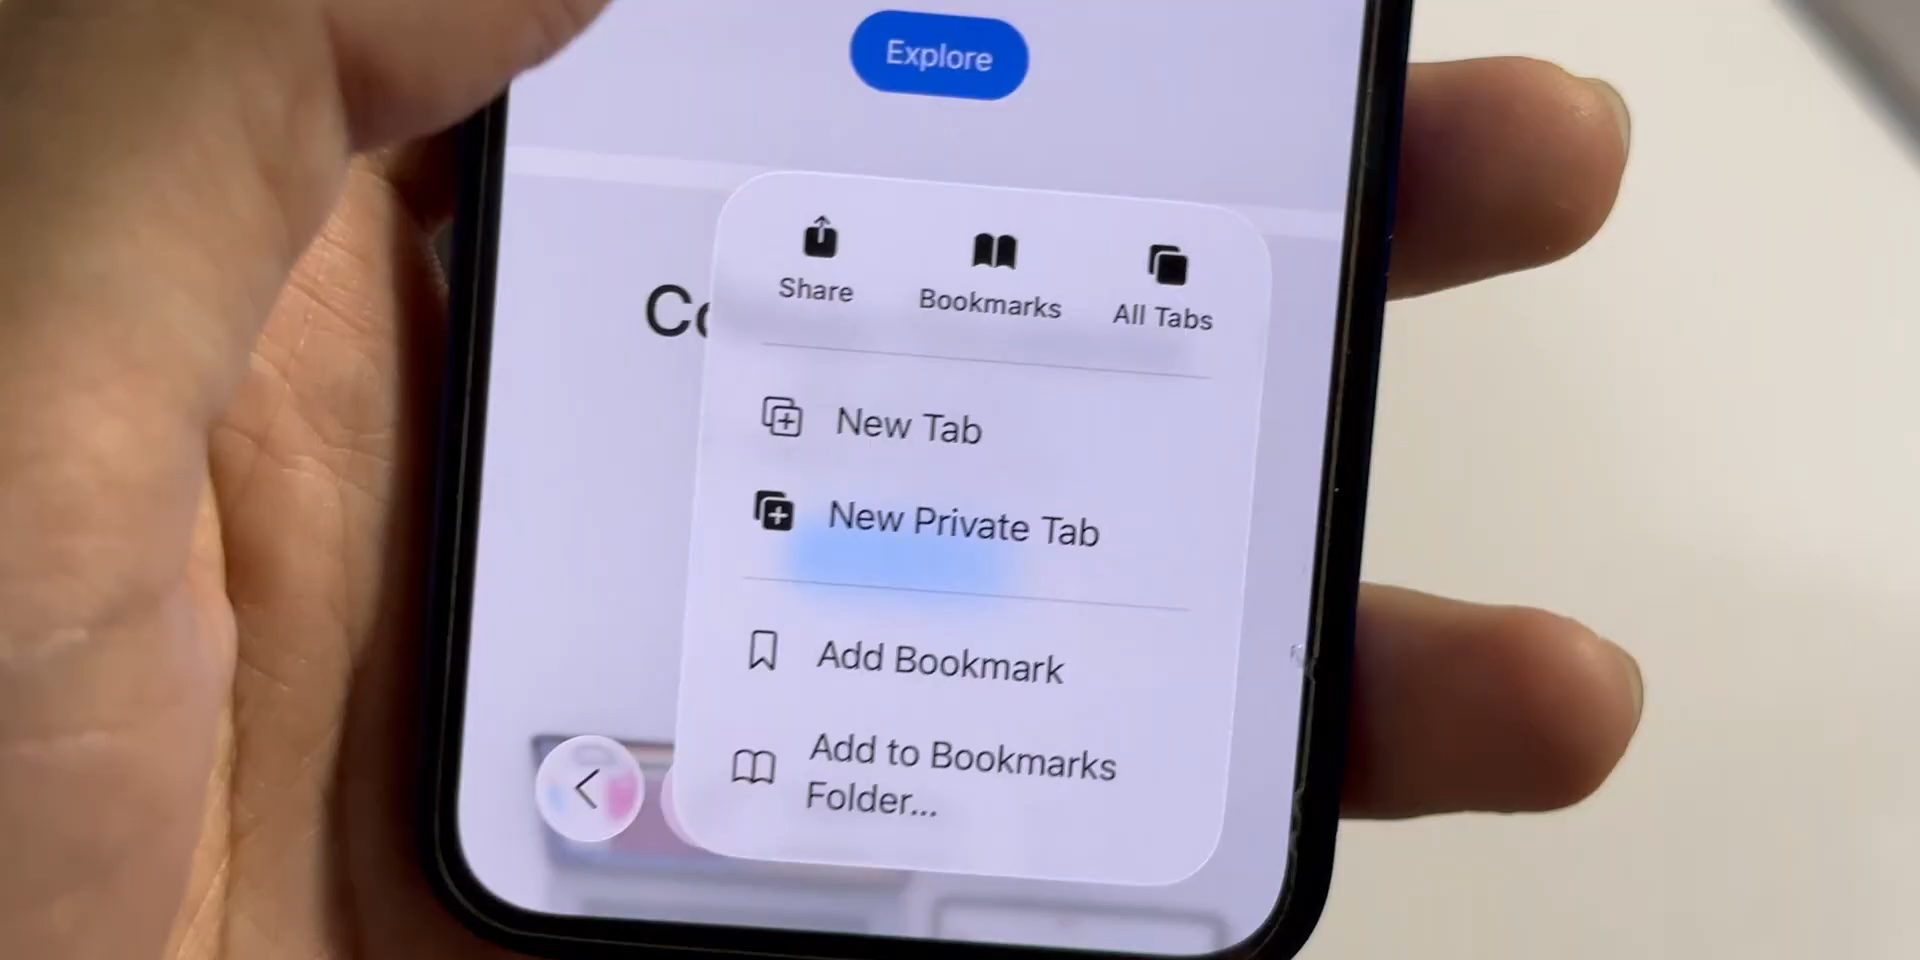 Explore
Share
Bookmarks
All Tabs
New Tab
New Private Tab
Add Bookmark
Add to Bookmarks
Folder...